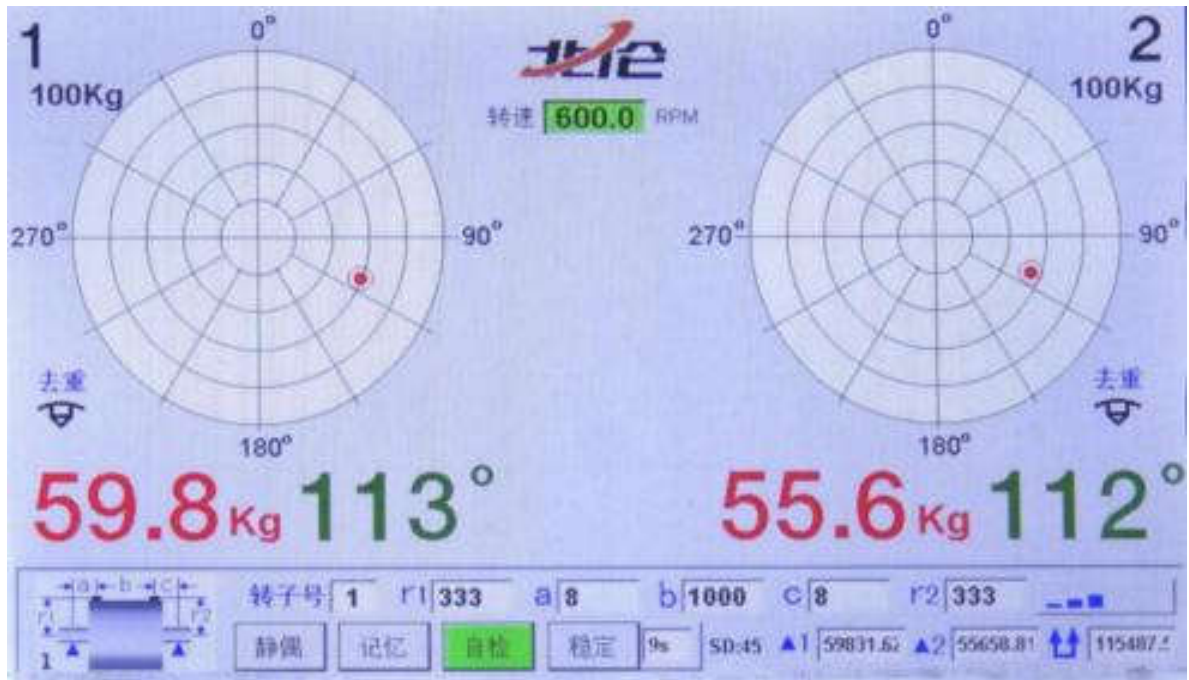 1
100Kg
0°
90°
180°
270°
去重
59.8Kg 113°
北仑
转速 600.0 RPM
2
100Kg
0°
90°
180°
270°
去重
55.6Kg 112°
a b c
r1 r2
1
转子号 1 r1 333 a 8 b 1000 c 8 r2 333
静偶 记忆 自检 稳定 9s SD:45 ▲1 59831.62 ▲2 55658.81 115487.